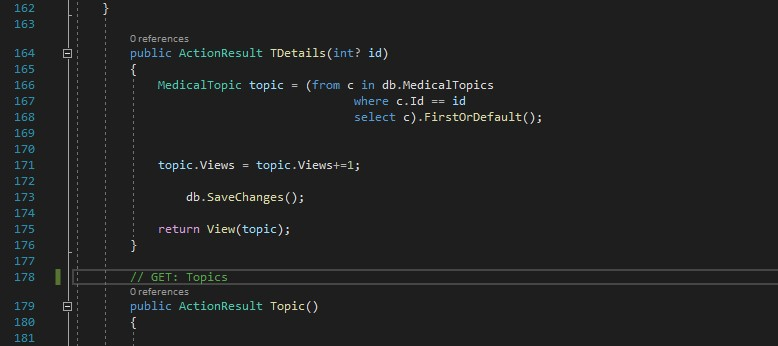 162 }
163
0 references
164 public ActionResult TDetails(int? id)
165 {
166 MedicalTopic topic = (from c in db.MedicalTopics
167 where c.Id == id
168 select c).FirstOrDefault();
169
170
171 topic.Views = topic.Views+=1;
172
173 db.SaveChanges();
174
175 return View(topic);
176 }
177
178 // GET: Topics
0 references
179 public ActionResult Topic()
180 {
181